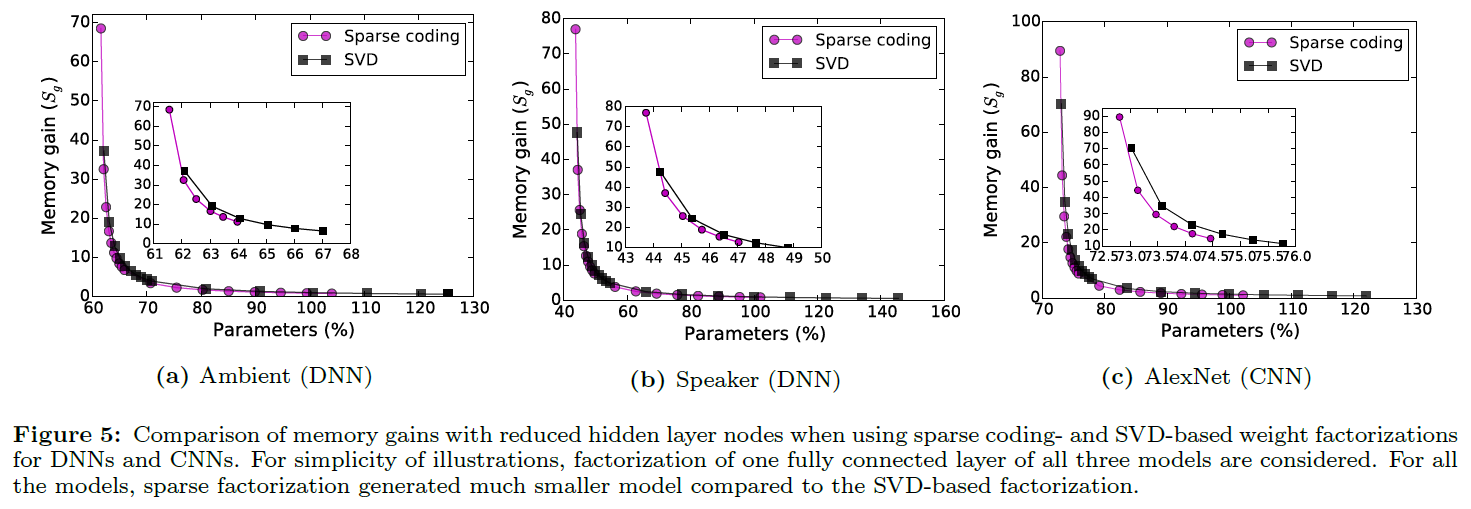 70
60
50
40
30
20
10
0
Memory gain (Sg)
60 70 80 90 100 110 120 130
Parameters (%)
Sparse coding
SVD
70
60
50
40
30
20
10
0
61 62 63 64 65 66 67 68
(a) Ambient (DNN)
80
70
60
50
40
30
20
10
0
Memory gain (Sg)
40 60 80 100 120 140 160
Parameters (%)
Sparse coding
SVD
80
70
60
50
40
30
20
10
43 44 45 46 47 48 49 50
(b) Speaker (DNN)
100
80
60
40
20
0
Memory gain (Sg)
70 80 90 100 110 120 130
Parameters (%)
Sparse coding
SVD
90
80
70
60
50
40
30
20
10
72.5 73.0 73.5 74.0 74.5 75.0 75.5 76.0
(c) AlexNet (CNN)
Figure 5: Comparison of memory gains with reduced hidden layer nodes when using sparse coding- and SVD-based weight factorizations
for DNNs and CNNs. For simplicity of illustrations, factorization of one fully connected layer of all three models are considered. For all
the models, sparse factorization generated much smaller model compared to the SVD-based factorization.